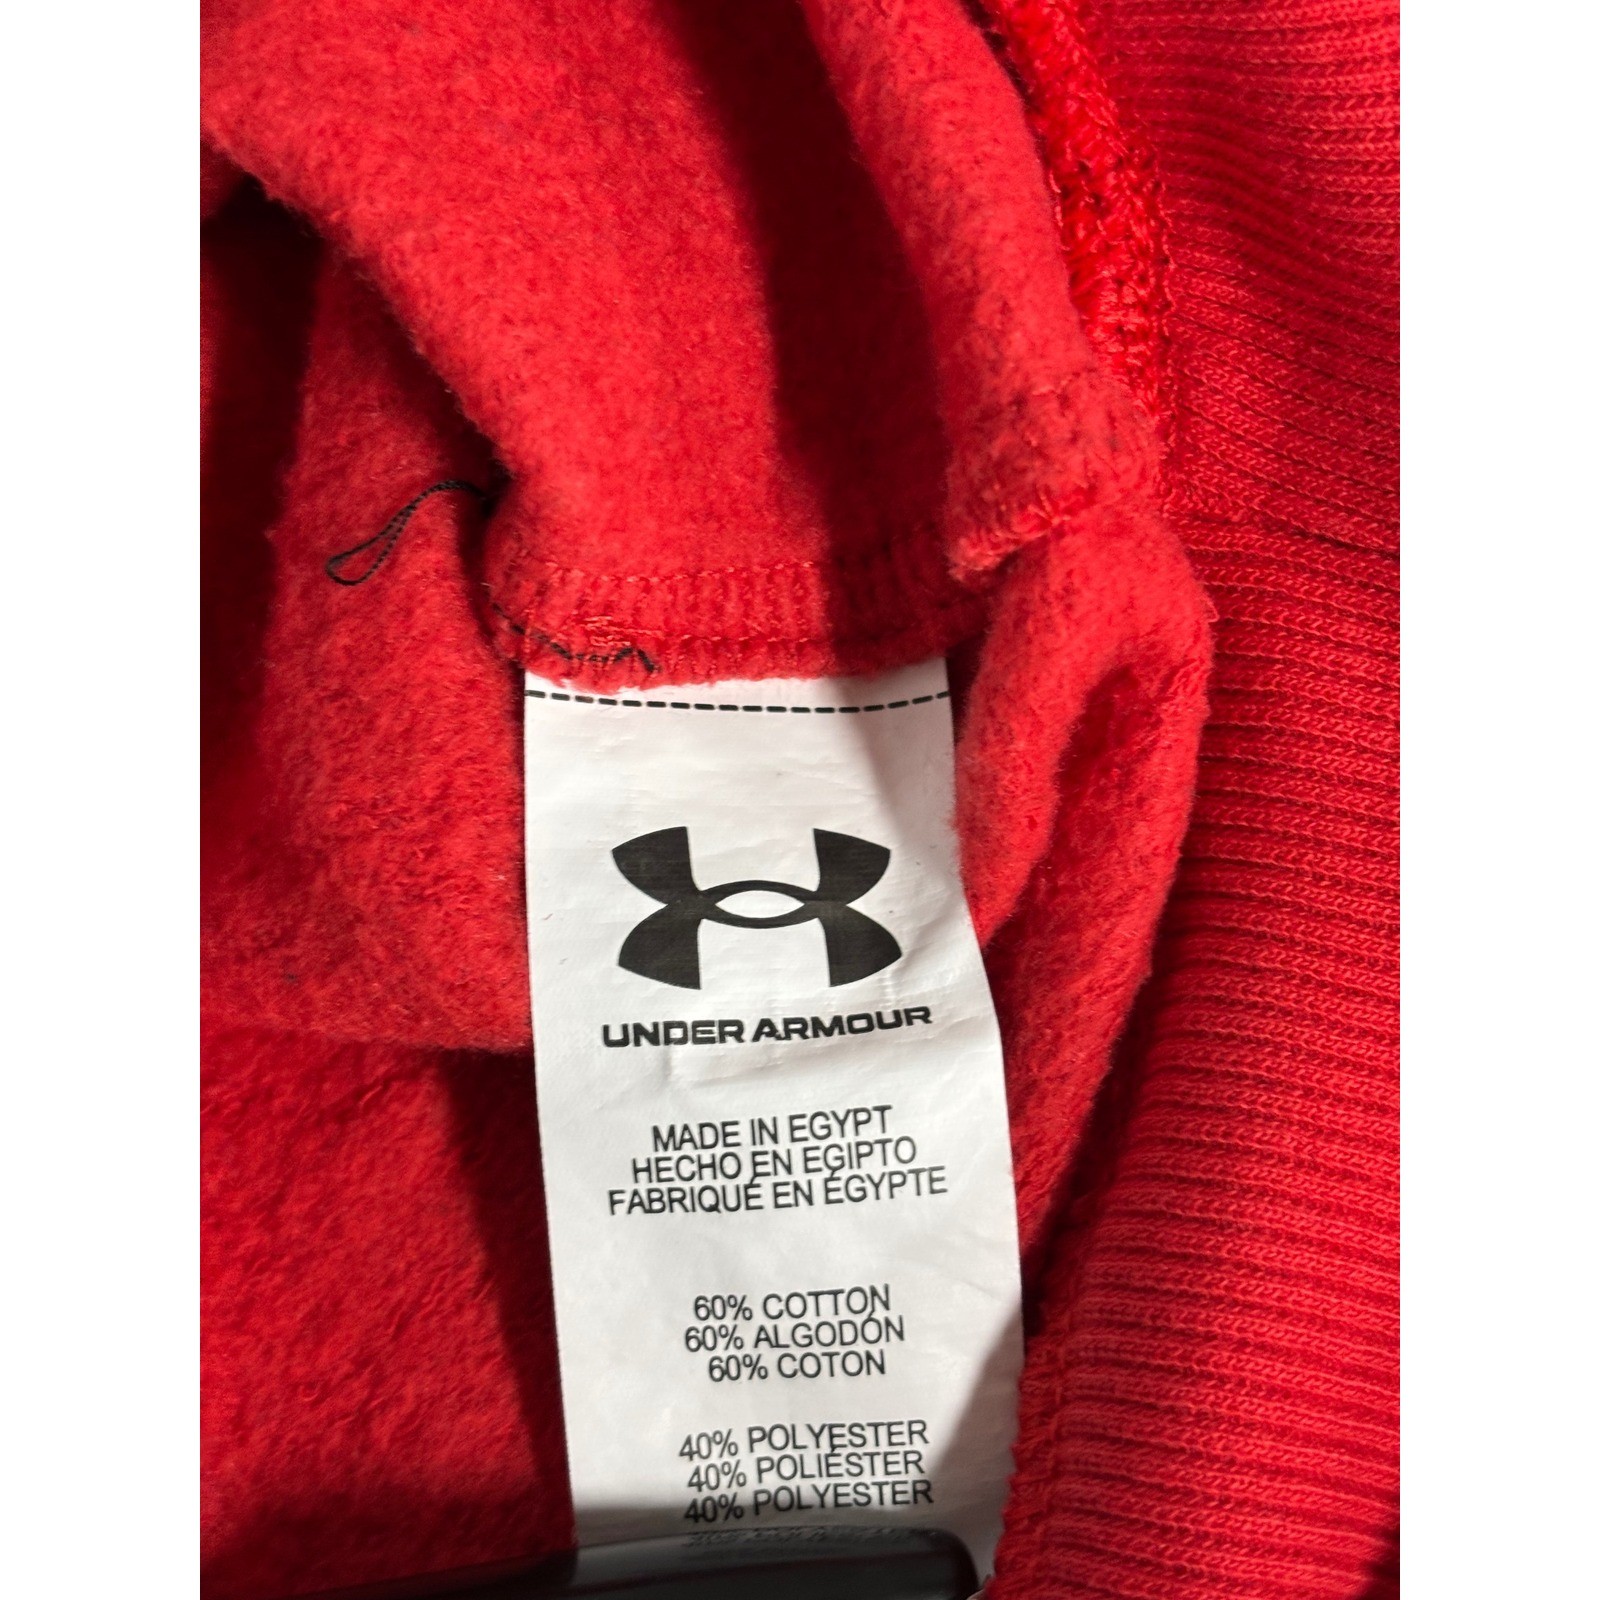 UNDER ARMOUR
MADE IN EGYPT
HECHO EN EGIPTO
FABRIQUÉ EN ÉGYPTE
60% COTTON
60% ALGODÓN
60% COTON
40% POLYESTER
40% POLIÉSTER
40% POLYESTER